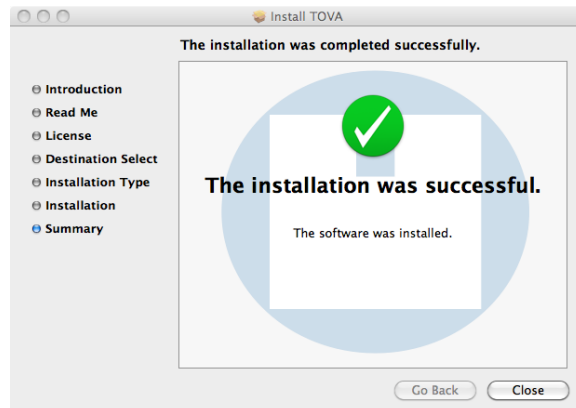 Install TOVA
The installation was completed successfully.
Introduction
Read Me
License
Destination Select
Installation Type
Installation
Summary
The installation was successful.
The software was installed.
Go Back
Close